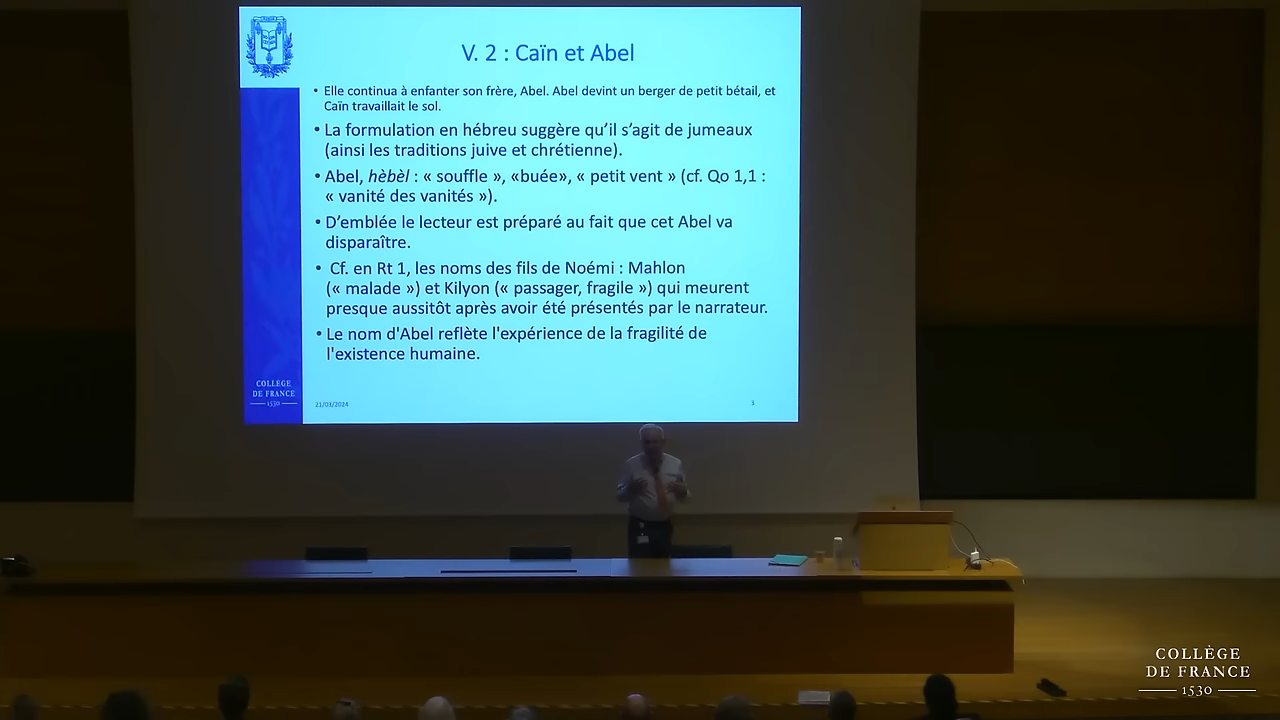 V. 2 : Caïn et Abel
• Elle continua à enfanter son frère, Abel. Abel devint un berger de petit bétail, et
Caïn travaillait le sol.
• La formulation en hébreu suggère qu’il s’agit de jumeaux
(ainsi les traditions juive et chrétienne).
• Abel, hèbèl : « souffle », «buée», « petit vent » (cf. Qo 1,1 :
« vanité des vanités »).
• D’emblée le lecteur est préparé au fait que cet Abel va
disparaître.
• Cf. en Rt 1, les noms des fils de Noémi : Mahlon
(« malade ») et Kilyon (« passager, fragile ») qui meurent
presque aussitôt après avoir été présentés par le narrateur.
• Le nom d'Abel reflète l'expérience de la fragilité de
l'existence humaine.
COLLÈGE
DE FRANCE
1530
21/03/2024
3
COLLÈGE
DE FRANCE
1530